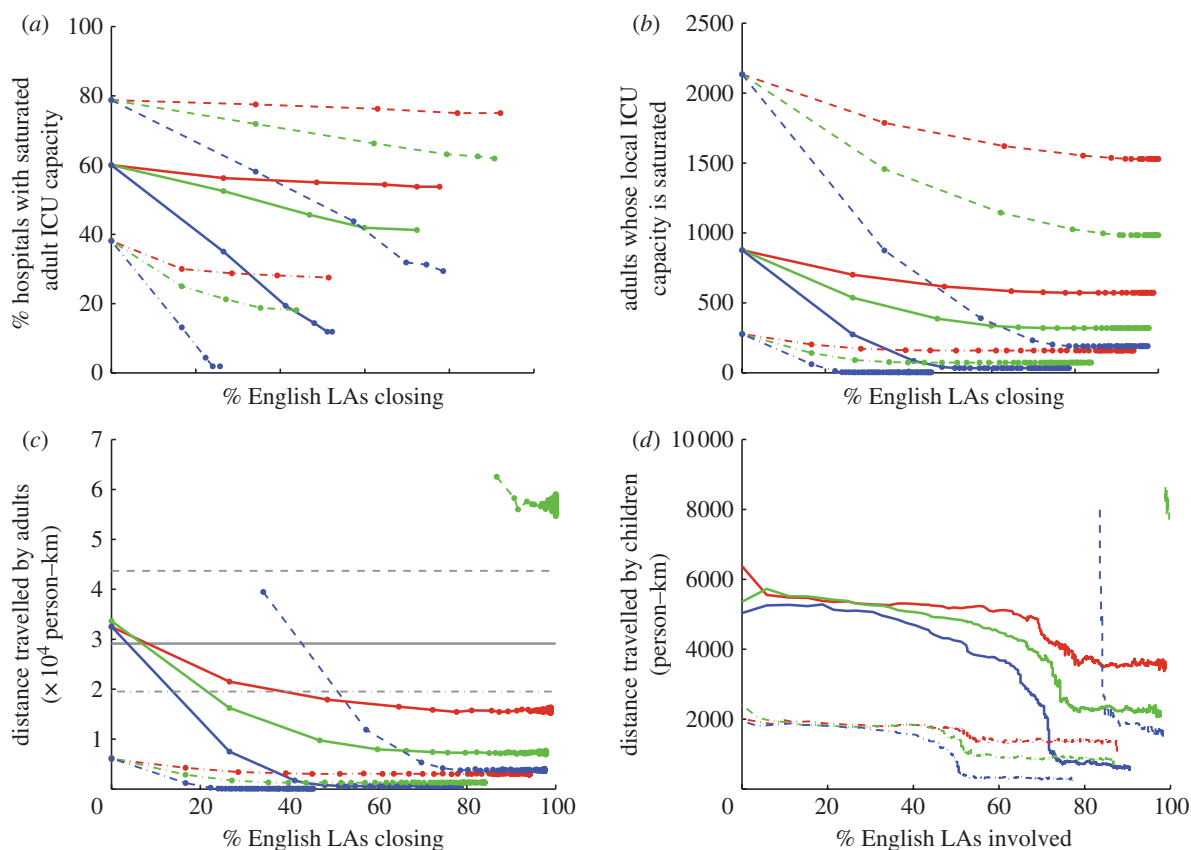 (a)
100
80
60
40
20
0
% hospitals with saturated
adult ICU capacity
% English LAs closing
(b)
2500
2000
1500
1000
500
0
adults whose local ICU
capacity is saturated
% English LAs closing
(c)
7
6
5
4
3
2
1
0
20
40
60
80
100
distance travelled by adults
(×10⁴ person–km)
% English LAs closing
(d)
10 000
8000
6000
4000
2000
0
20
40
60
80
100
distance travelled by children
(person–km)
% English LAs involved